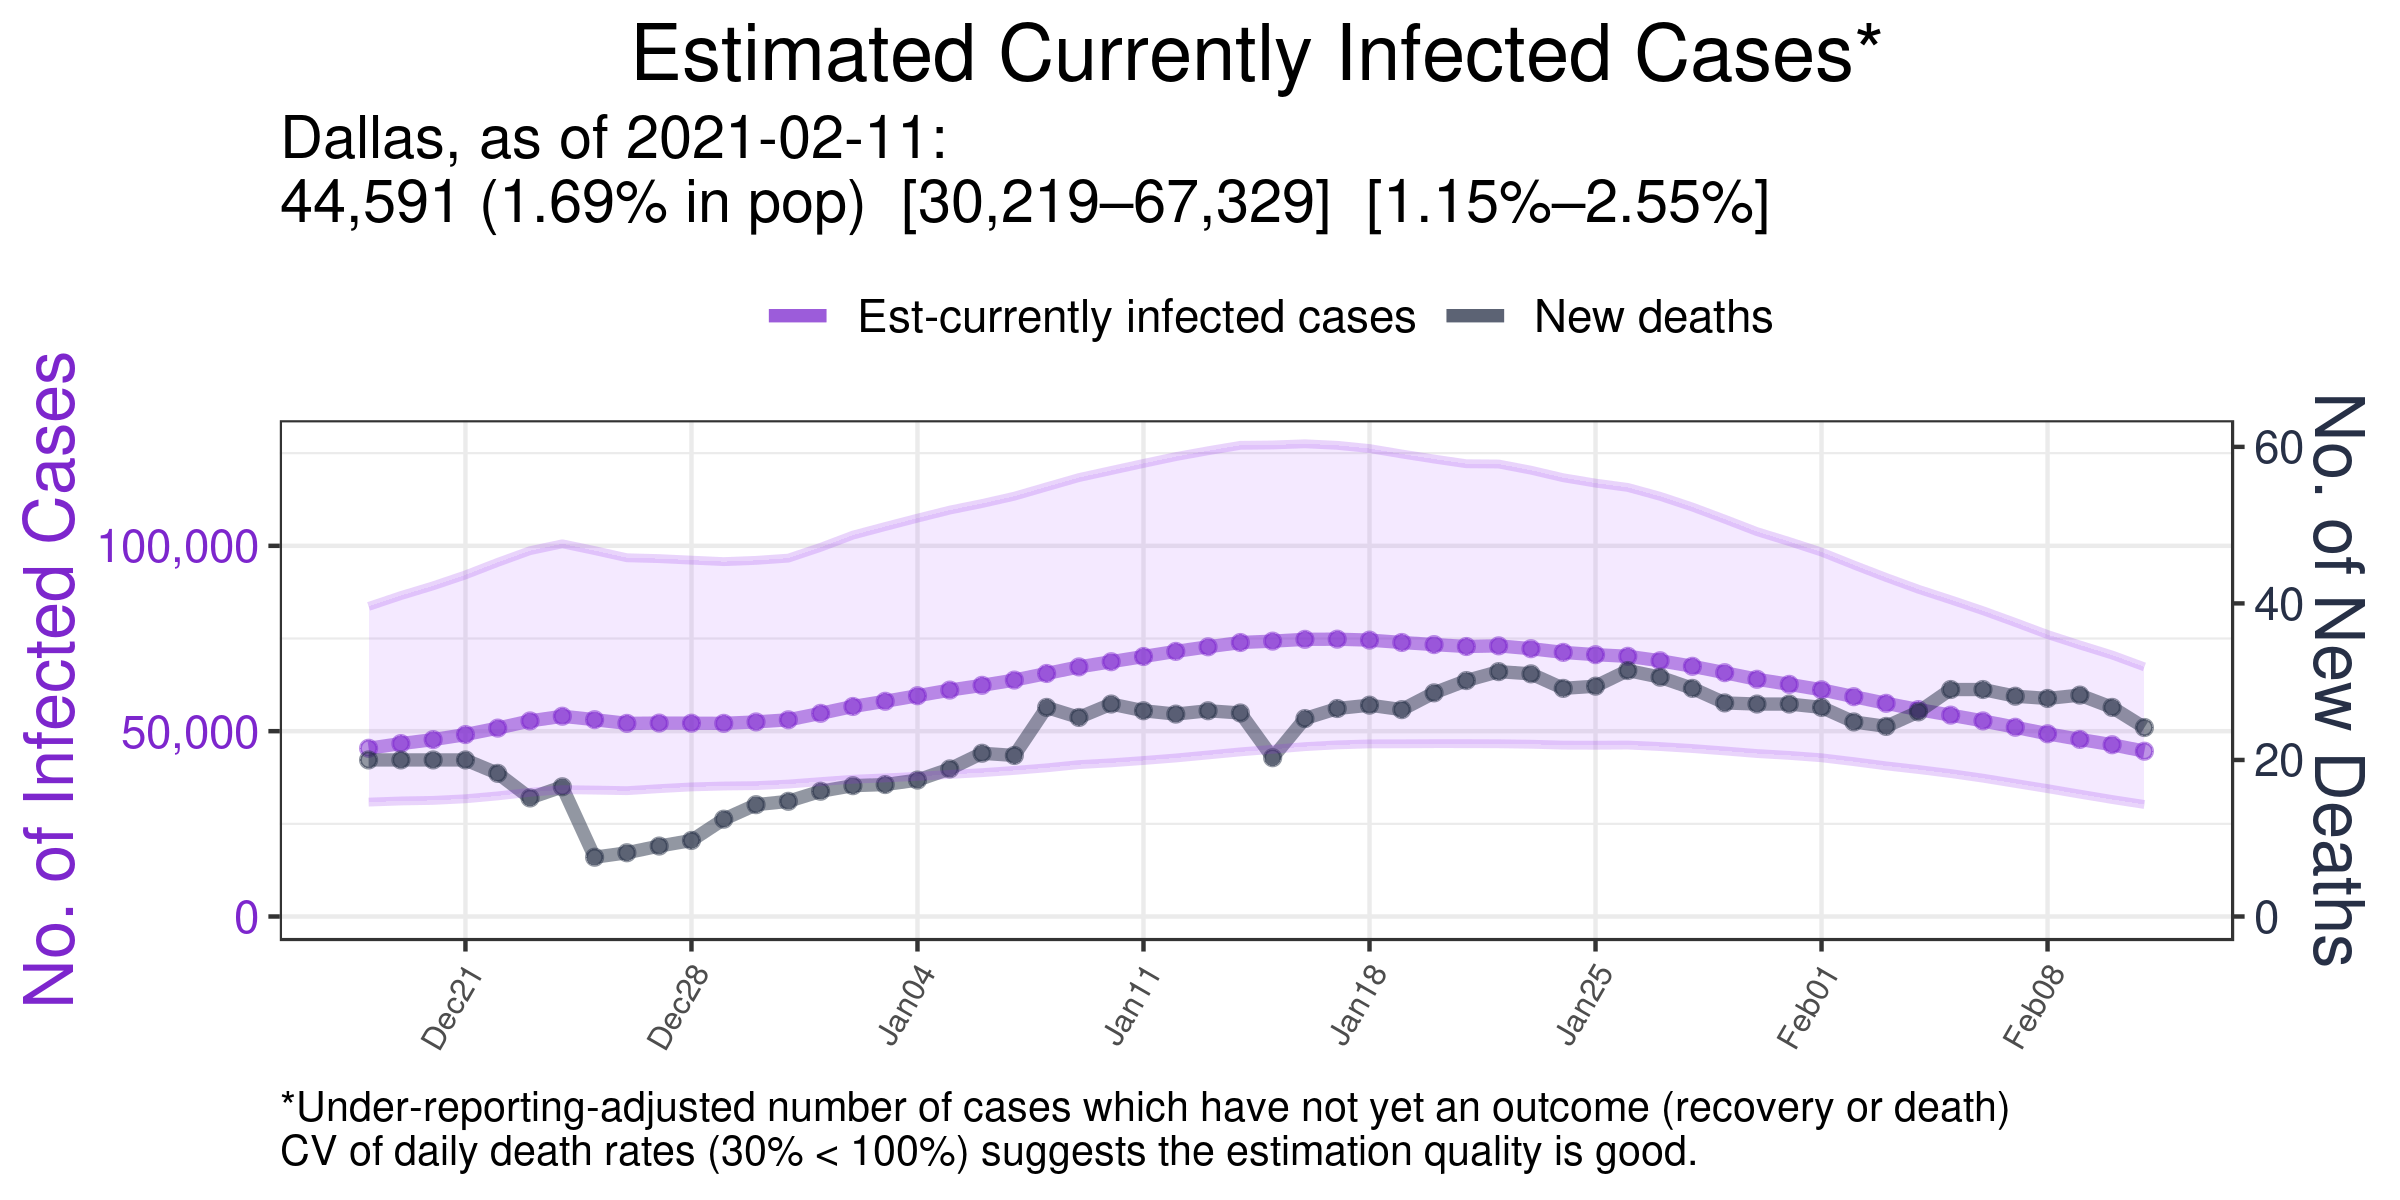 Estimated Currently Infected Cases*
Dallas, as of 2021-02-11:
44,591 (1.69% in pop) [30,219–67,329] [1.15%–2.55%]
Est-currently infected cases
New deaths
No. of Infected Cases
100,000
50,000
0
No. of New Deaths
60
40
20
0
Dec21
Dec28
Jan04
Jan11
Jan18
Jan25
Feb01
Feb08
*Under-reporting-adjusted number of cases which have not yet an outcome (recovery or death)
CV of daily death rates (30% < 100%) suggests the estimation quality is good.